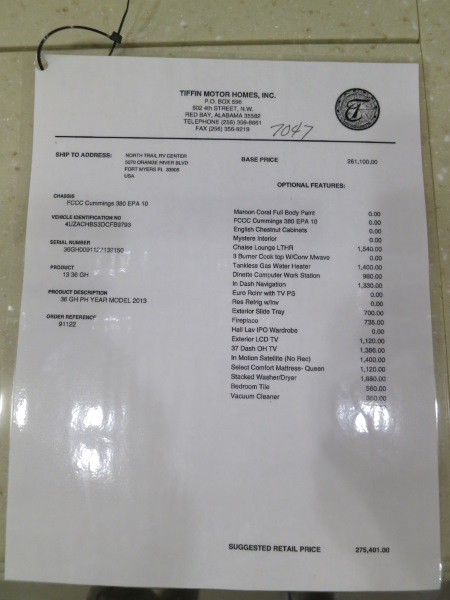 TIFFIN MOTOR HOMES, INC.
P.O. BOX 596
502 4th STREET, N.W.
RED BAY, ALABAMA 35582
TELEPHONE (256) 356-8661
FAX (256) 356-8219
7047
T
SHIP TO ADDRESS:
NORTH TRAIL RV CENTER
5270 ORANGE RIVER BLVD
FORT MYERS FL 33905
USA
BASE PRICE 261,100.00
OPTIONAL FEATURES:
CHASSIS
FCCC Cummings 380 EPA 10
VEHICLE IDENTIFICATION NO
4UZACHBS3DCFB9793
SERIAL NUMBER
PRODUCT
13 36 GH
PRODUCT DESCRIPTION
36 GH PH YEAR MODEL 2013
ORDER REFERENCE
91122
Maroon Coral Full Body Paint 0.00
FCCC Cummings 380 EPA 10 0.00
English Chestnut Cabinets 0.00
Mystere Interior 0.00
Chaise Lounge LTHR 1,540.00
3 Burner Cook top W/Conv Mwave 0.00
Tankless Gas Water Heater 1,400.00
Dinette Computer Work Station 980.00
In Dash Navigation 1,330.00
Euro Rclnr with TV PS 0.00
Res Refrig w/Inv 0.00
Exterior Slide Tray 700.00
Fireplace 735.00
Hall Lav IPO Wardrobe 0.00
Exterior LCD TV 1,120.00
37 Dash OH TV 1,386.00
In Motion Satellite (No Rec) 1,400.00
Select Comfort Mattress- Queen 1,120.00
Stacked Washer/Dryer 1,680.00
Bedroom Tile 560.00
Vacuum Cleaner 350.00
SUGGESTED RETAIL PRICE 275,401.00